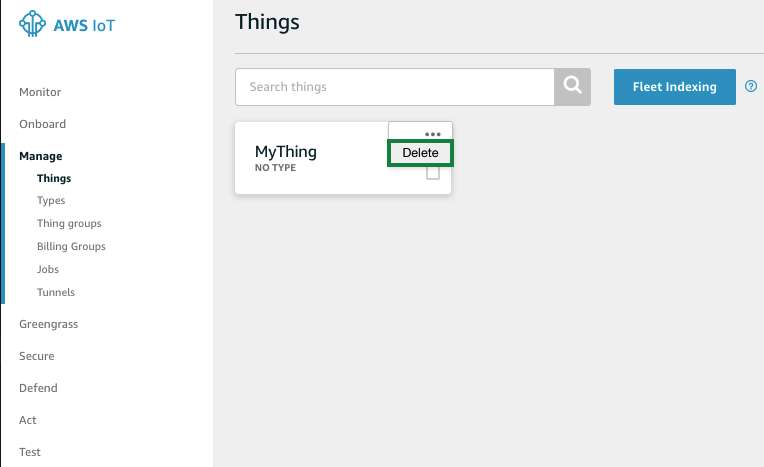 AWS IoT
Monitor
Onboard
Manage
Things
Types
Thing groups
Billing Groups
Jobs
Tunnels
Greengrass
Secure
Defend
Act
Test
Things
Search things
Fleet Indexing
?
MyThing
NO TYPE
Delete